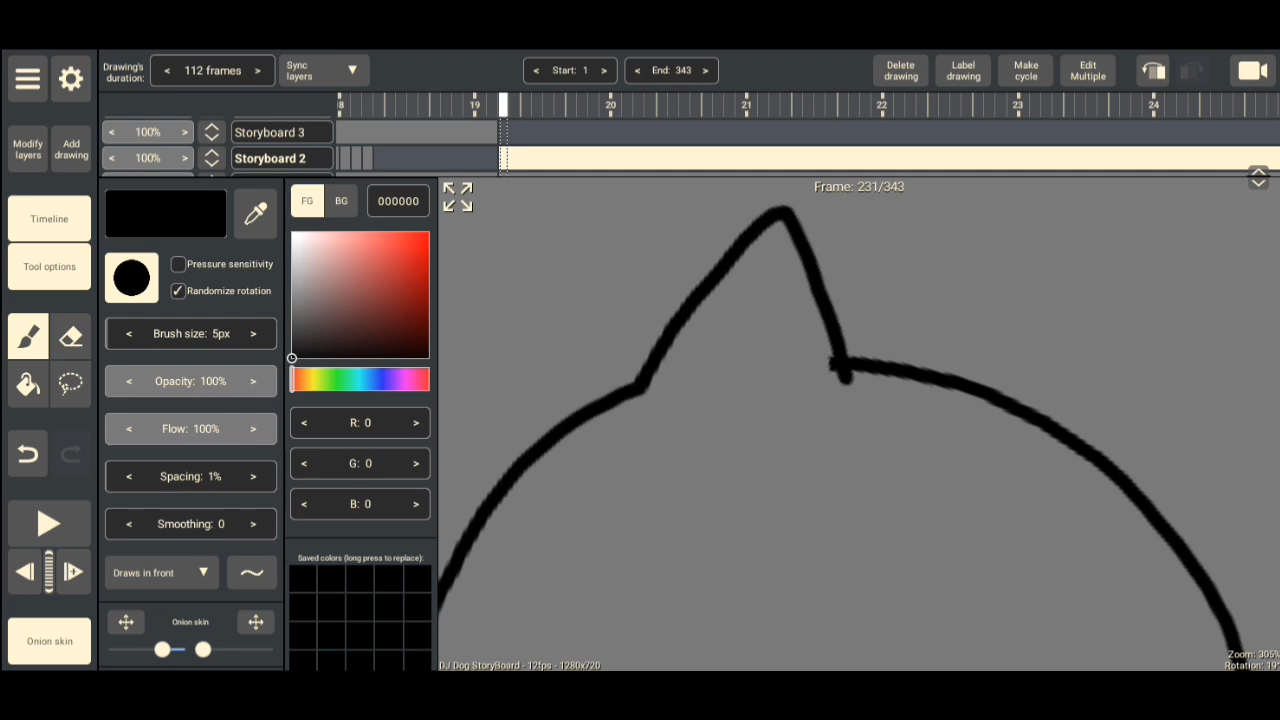 Drawing's duration:
< 112 frames >
Sync layers
< Start: 1 >
< End: 343 >
Delete drawing
Label drawing
Make cycle
Edit Multiple
8 19 20 21 22 23 24
Modify layers
Add drawing
< 100% >
Storyboard 3
< 100% >
Storyboard 2
Frame: 231/343
Timeline
Tool options
FG
BG
000000
Pressure sensitivity
Randomize rotation
< Brush size: 5px >
< Opacity: 100% >
< Flow: 100% >
< Spacing: 1% >
< Smoothing: 0 >
< R: 0 >
< G: 0 >
< B: 0 >
Saved colors (long press to replace):
Draws in front
Onion skin
Onion skin
DJ Dog StoryBoard - 12fps - 1280x720
Zoom: 305%
Rotation: 19°